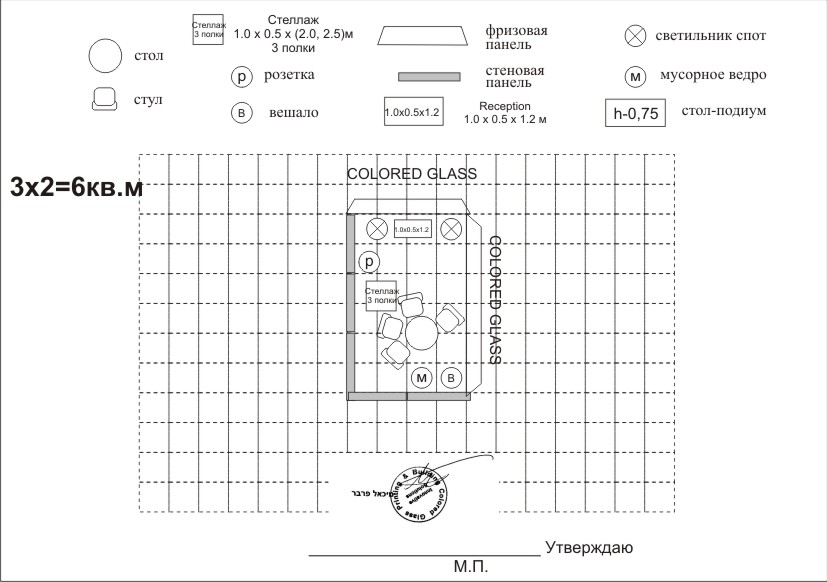 Стеллаж
3 полки
Стеллаж
1.0 x 0.5 x (2.0, 2.5)м
3 полки
фризовая
панель
светильник спот
стол
р
розетка
стеновая
панель
м
мусорное ведро
стул
в
вешало
1.0x0.5x1.2
Reception
1.0 x 0.5 x 1.2 м
h-0,75
стол-подиум
3x2=6кв.м
COLORED GLASS
1.0x0.5x1.2
р
COLORED GLASS
Стеллаж
3 полки
м
в
Colored Glass Printing & Building
Innovative
Solutions
מיכאל פרבר
Утверждаю
М.П.